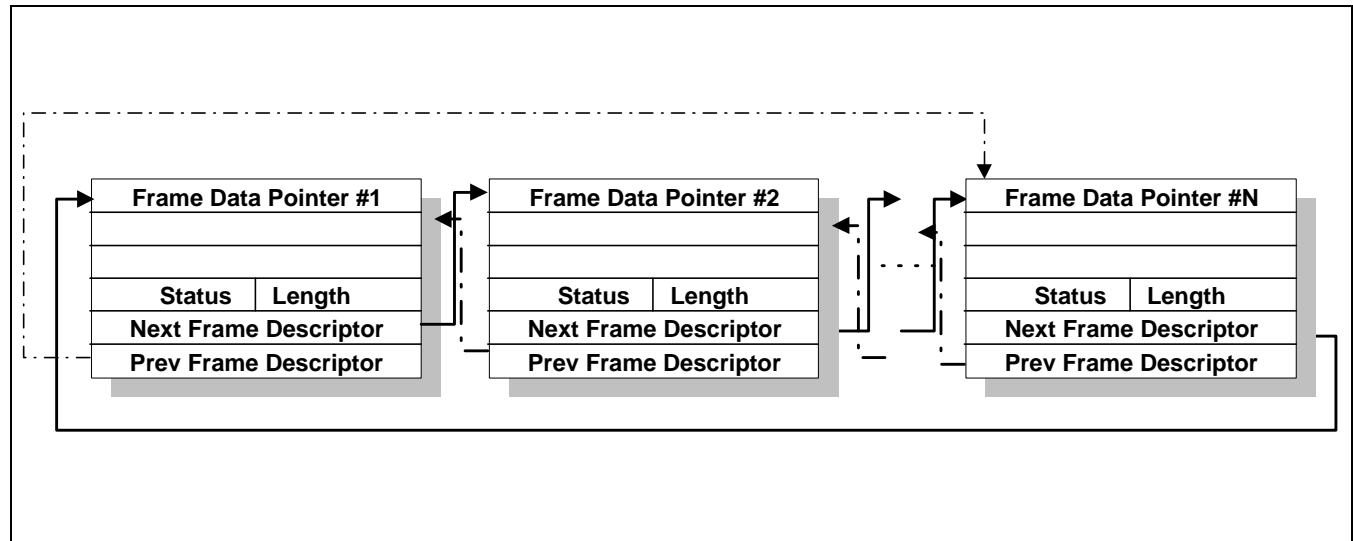 Frame Data Pointer #1
Status Length
Next Frame Descriptor
Prev Frame Descriptor
Frame Data Pointer #2
Status Length
Next Frame Descriptor
Prev Frame Descriptor
Frame Data Pointer #N
Status Length
Next Frame Descriptor
Prev Frame Descriptor